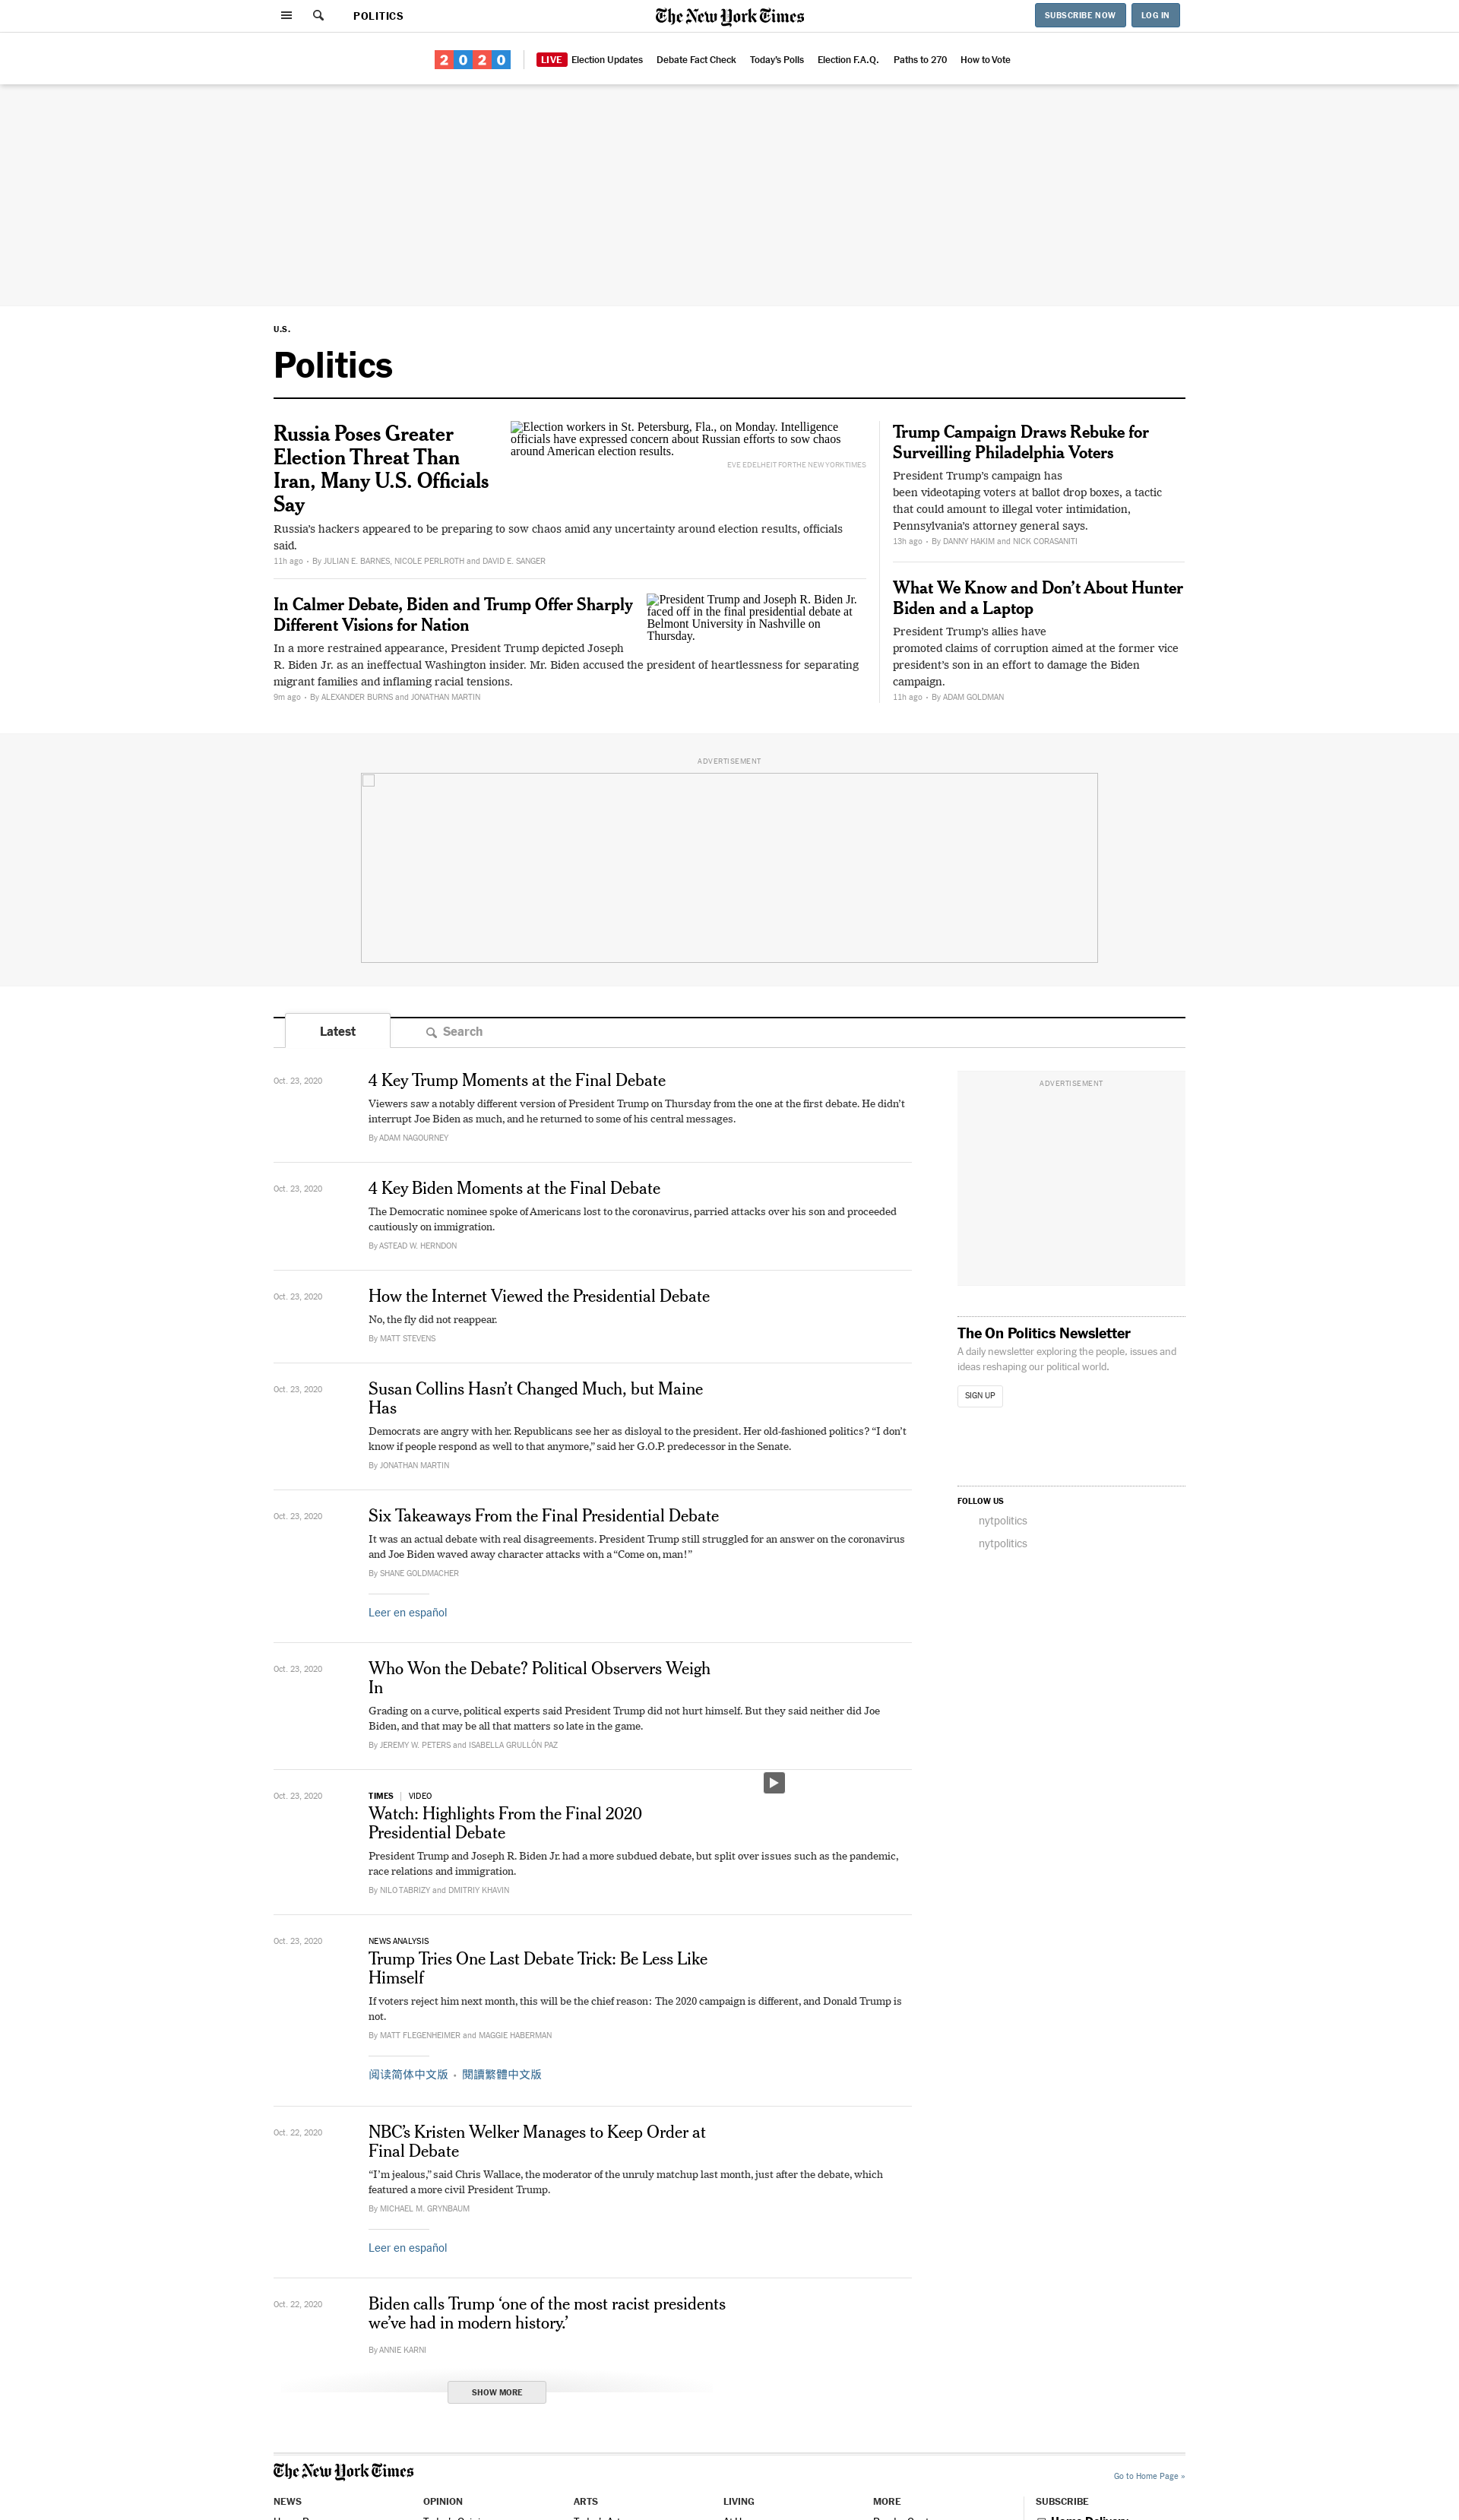 POLITICS
The New York Times
SUBSCRIBE NOW
LOG IN
2020
LIVE Election Updates
Debate Fact Check
Today's Polls
Election F.A.Q.
Paths to 270
How to Vote
U.S.
Politics
Russia Poses Greater
Election Threat Than
Iran, Many U.S. Officials
Say
Election workers in St. Petersburg, Fla., on Monday. Intelligence
officials have expressed concern about Russian efforts to sow chaos
around American election results.
EVE EDELHEIT FOR THE NEW YORK TIMES
Russia's hackers appeared to be preparing to sow chaos amid any uncertainty around election results, officials
said.
11h ago • By JULIAN E. BARNES, NICOLE PERLROTH and DAVID E. SANGER
In Calmer Debate, Biden and Trump Offer Sharply
Different Visions for Nation
President Trump and Joseph R. Biden Jr.
faced off in the final presidential debate at
Belmont University in Nashville on
Thursday.
In a more restrained appearance, President Trump depicted Joseph
R. Biden Jr. as an ineffectual Washington insider. Mr. Biden accused the president of heartlessness for separating
migrant families and inflaming racial tensions.
9m ago • By ALEXANDER BURNS and JONATHAN MARTIN
Trump Campaign Draws Rebuke for
Surveilling Philadelphia Voters
President Trump's campaign has
been videotaping voters at ballot drop boxes, a tactic
that could amount to illegal voter intimidation,
Pennsylvania's attorney general says.
13h ago • By DANNY HAKIM and NICK CORASANITI
What We Know and Don't About Hunter
Biden and a Laptop
President Trump's allies have
promoted claims of corruption aimed at the former vice
president's son in an effort to damage the Biden
campaign.
11h ago • By ADAM GOLDMAN
ADVERTISEMENT
Latest
Search
Oct. 23, 2020
4 Key Trump Moments at the Final Debate
Viewers saw a notably different version of President Trump on Thursday from the one at the first debate. He didn't
interrupt Joe Biden as much, and he returned to some of his central messages.
By ADAM NAGOURNEY
Oct. 23, 2020
4 Key Biden Moments at the Final Debate
The Democratic nominee spoke of Americans lost to the coronavirus, parried attacks over his son and proceeded
cautiously on immigration.
By ASTEAD W. HERNDON
Oct. 23, 2020
How the Internet Viewed the Presidential Debate
No, the fly did not reappear.
By MATT STEVENS
Oct. 23, 2020
Susan Collins Hasn't Changed Much, but Maine
Has
Democrats are angry with her. Republicans see her as disloyal to the president. Her old-fashioned politics? “I don't
know if people respond as well to that anymore,” said her G.O.P. predecessor in the Senate.
By JONATHAN MARTIN
Oct. 23, 2020
Six Takeaways From the Final Presidential Debate
It was an actual debate with real disagreements. President Trump still struggled for an answer on the coronavirus
and Joe Biden waved away character attacks with a “Come on, man!”
By SHANE GOLDMACHER
Leer en español
Oct. 23, 2020
Who Won the Debate? Political Observers Weigh
In
Grading on a curve, political experts said President Trump did not hurt himself. But they said neither did Joe
Biden, and that may be all that matters so late in the game.
By JEREMY W. PETERS and ISABELLA GRULLÓN PAZ
Oct. 23, 2020
TIMES | VIDEO
Watch: Highlights From the Final 2020
Presidential Debate
President Trump and Joseph R. Biden Jr. had a more subdued debate, but split over issues such as the pandemic,
race relations and immigration.
By NILO TABRIZY and DMITRIY KHAVIN
Oct. 23, 2020
NEWS ANALYSIS
Trump Tries One Last Debate Trick: Be Less Like
Himself
If voters reject him next month, this will be the chief reason: The 2020 campaign is different, and Donald Trump is
not.
By MATT FLEGENHEIMER and MAGGIE HABERMAN
阅读简体中文版 • 閱讀繁體中文版
Oct. 22, 2020
NBC's Kristen Welker Manages to Keep Order at
Final Debate
“I'm jealous,” said Chris Wallace, the moderator of the unruly matchup last month, just after the debate, which
featured a more civil President Trump.
By MICHAEL M. GRYNBAUM
Leer en español
Oct. 22, 2020
Biden calls Trump ‘one of the most racist presidents
we've had in modern history.’
By ANNIE KARNI
SHOW MORE
ADVERTISEMENT
The On Politics Newsletter
A daily newsletter exploring the people, issues and
ideas reshaping our political world.
SIGN UP
FOLLOW US
nytpolitics
nytpolitics
The New York Times
Go to Home Page »
NEWS
OPINION
ARTS
LIVING
MORE
SUBSCRIBE